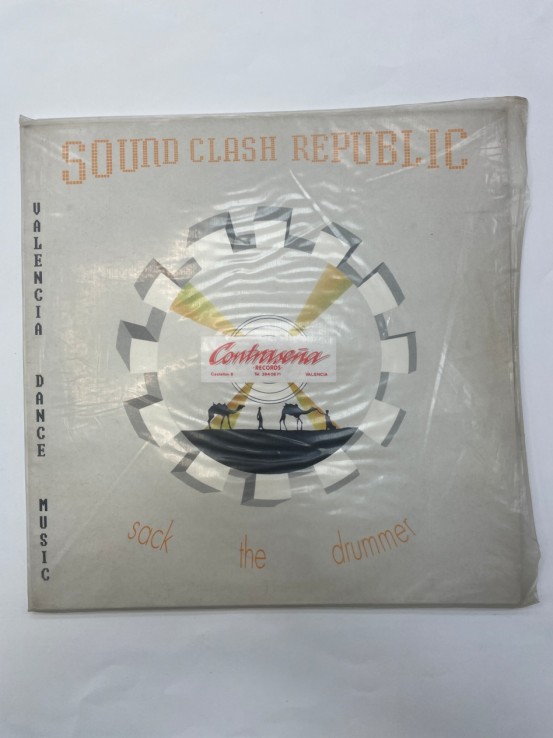 SOUND CLASH REPUBLIC
VALENCIA DANCE MUSIC
Contraseña
·RECORDS·
VALENCIA
sack the drummer